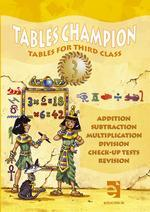 TABLES CHAMPION
TABLES FOR THIRD CLASS
3×6=18
×6=42
ADDITION
SUBTRACTION
MULTIPLICATION
DIVISION
CHECK-UP TESTS
REVISION